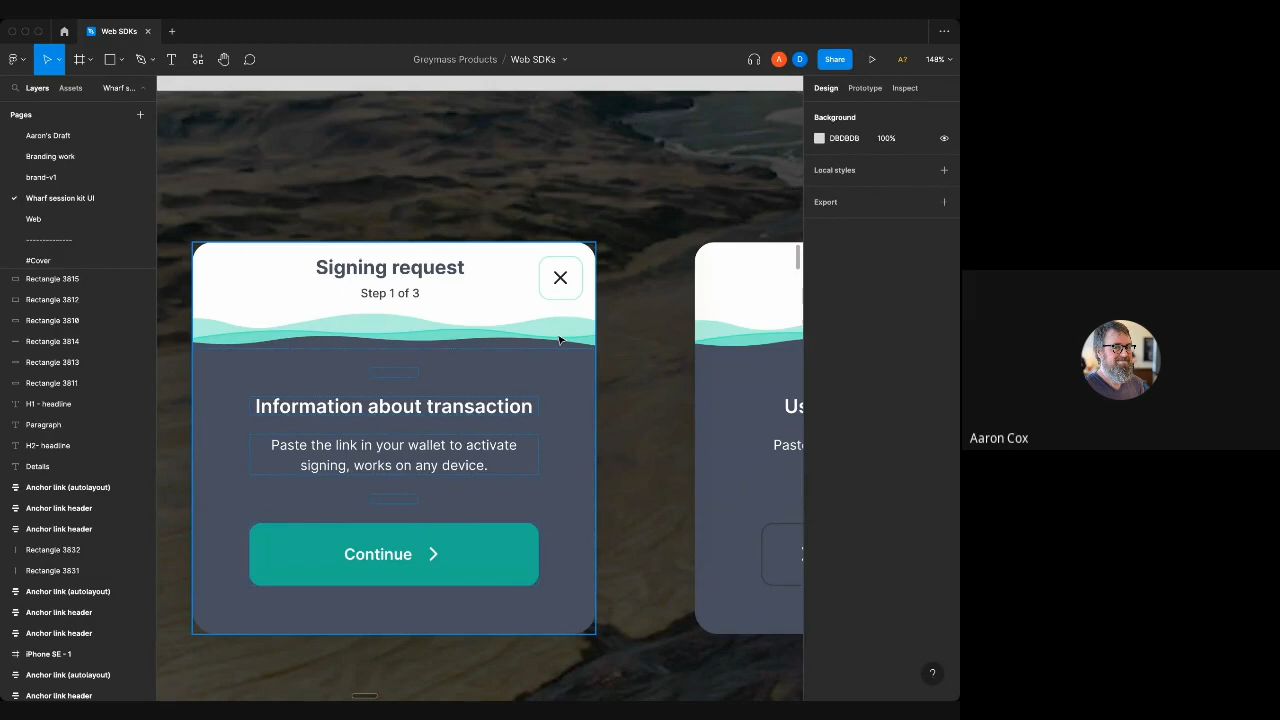 Web SDKs
Greymass Products / Web SDKs
A
D
Share
A?
148%
Layers
Assets
Wharf s...
Pages
Aaron's Draft
Branding work
brand-v1
Wharf session kit UI
Web
--------------
#Cover
Rectangle 3815
Rectangle 3812
Rectangle 3810
Rectangle 3814
Rectangle 3813
Rectangle 3811
H1 - headline
Paragraph
H2- headline
Details
Anchor link (autolayout)
Anchor link header
Anchor link header
Rectangle 3832
Rectangle 3831
Anchor link (autolayout)
Anchor link header
Anchor link header
iPhone SE - 1
Anchor link (autolayout)
Anchor link header
Signing request
Step 1 of 3
Information about transaction
Paste the link in your wallet to activate
signing, works on any device.
Continue
Us
Paste
Design
Prototype
Inspect
Background
DBDBDB
100%
Local styles
Export
?
Aaron Cox